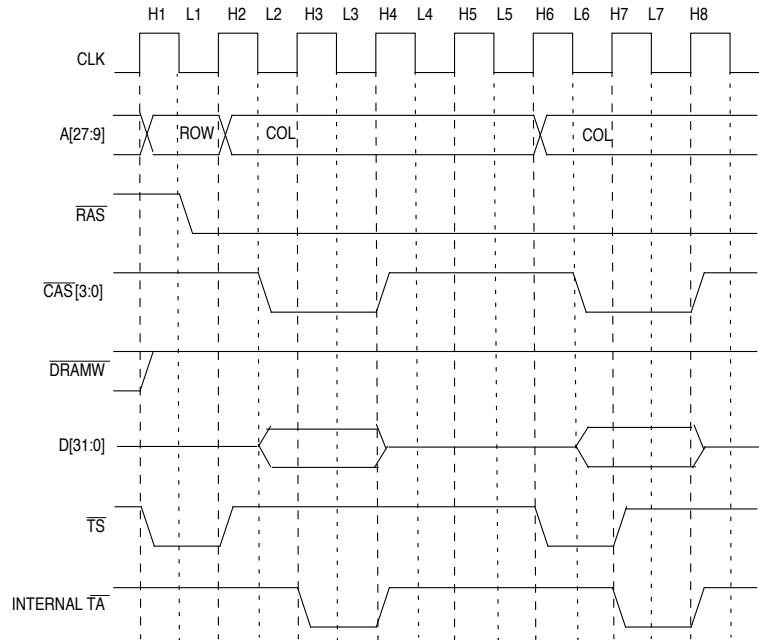 H1 L1 H2 L2 H3 L3 H4 L4 H5 L5 H6 L6 H7 L7 H8
CLK
A[27:9] ROW COL COL
RAS
CAS[3:0]
DRAMW
D[31:0]
TS
INTERNAL TA